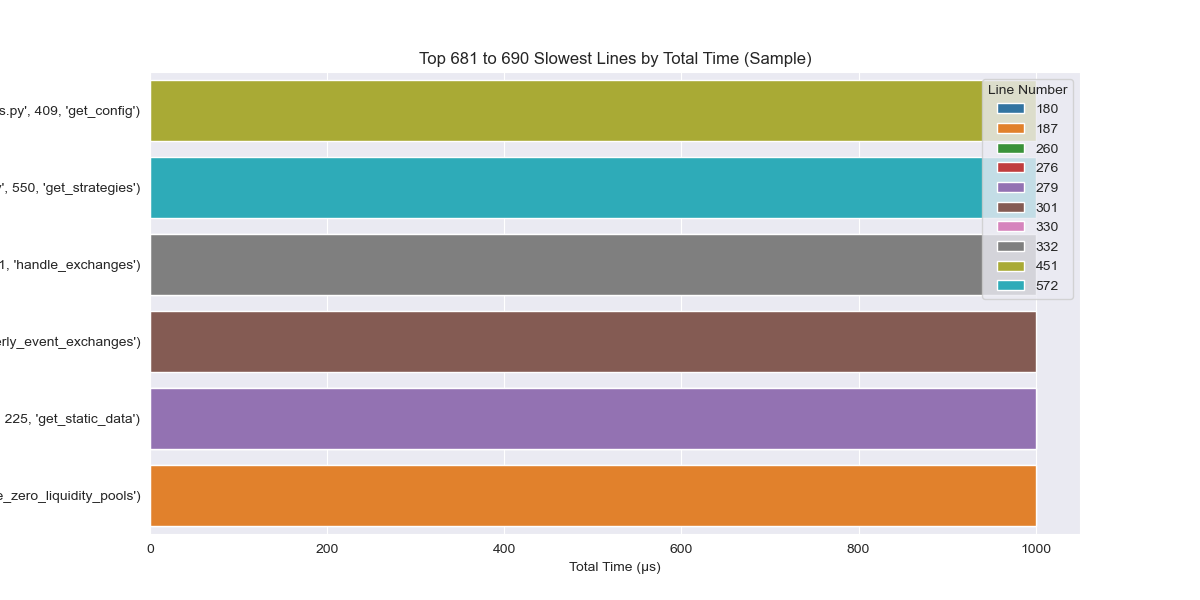 Top 681 to 690 Slowest Lines by Total Time (Sample)
s.py', 409, 'get_config')
', 550, 'get_strategies')
1, 'handle_exchanges')
erly_event_exchanges')
225, 'get_static_data')
e_zero_liquidity_pools')
0 200 400 600 800 1000
Total Time (µs)
Line Number
180
187
260
276
279
301
330
332
451
572